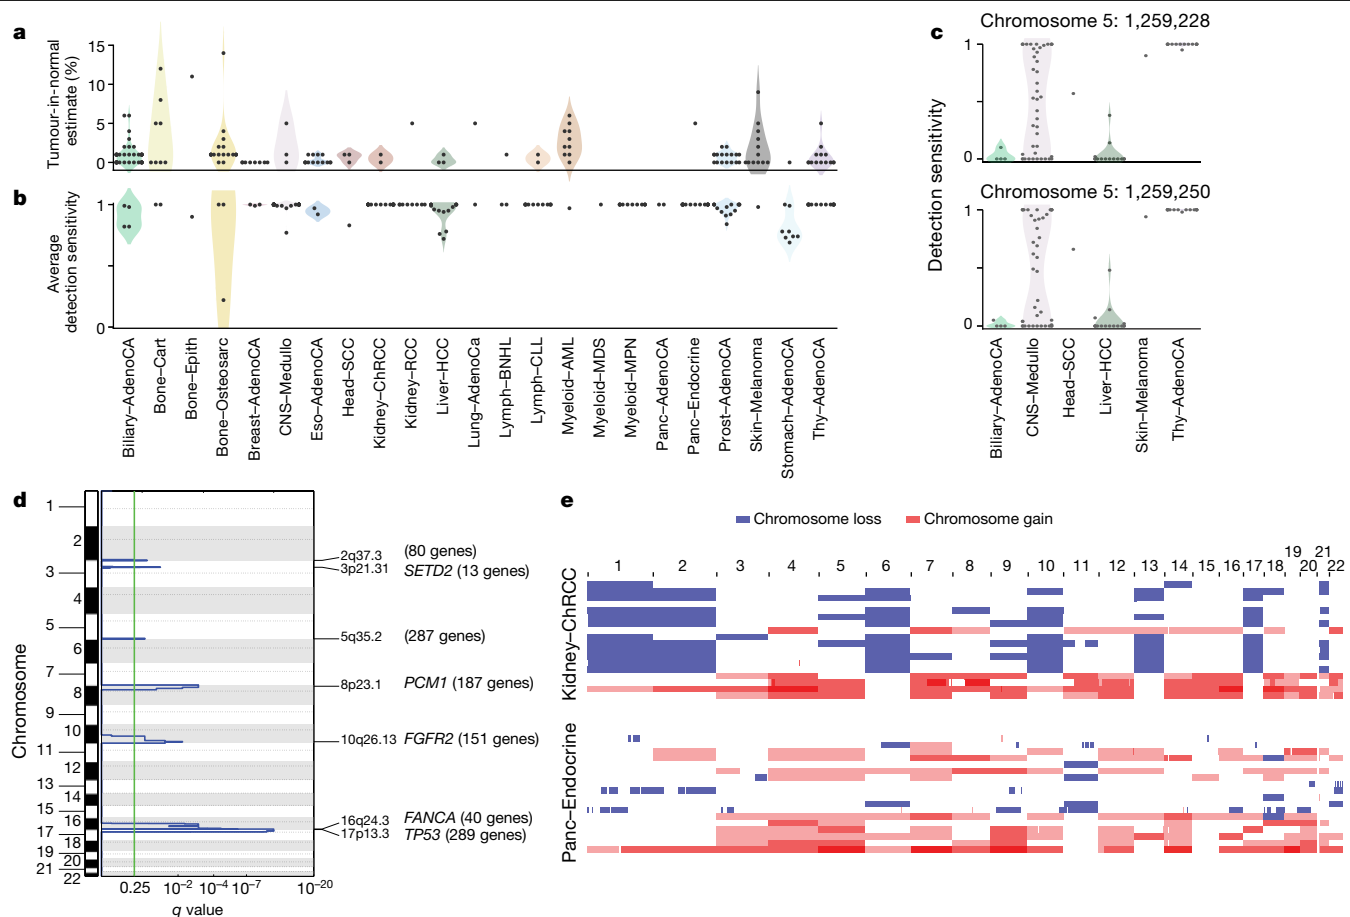 a
Tumour-in-normal
estimate (%)
15
10
5
0
b
Average
detection sensitivity
1
0
Biliary–AdenoCA
Bone–Cart
Bone–Epith
Bone–Osteosarc
Breast–AdenoCA
CNS–Medullo
Eso–AdenoCA
Head–SCC
Kidney–ChRCC
Kidney–RCC
Liver–HCC
Lung–AdenoCa
Lymph–BNHL
Lymph–CLL
Myeloid–AML
Myeloid–MDS
Myeloid–MPN
Panc–AdenoCA
Panc–Endocrine
Prost–AdenoCA
Skin–Melanoma
Stomach–AdenoCA
Thy–AdenoCA
c
Chromosome 5: 1,259,228
Detection sensitivity
1
0
Chromosome 5: 1,259,250
1
0
Biliary–AdenoCA
CNS–Medullo
Head–SCC
Liver–HCC
Skin–Melanoma
Thy–AdenoCA
d
Chromosome
1
2
3
4
5
6
7
8
9
10
11
12
13
14
15
16
17
18
19
20
21
22
2q37.3 (80 genes)
3p21.31 SETD2 (13 genes)
5q35.2 (287 genes)
8p23.1 PCM1 (187 genes)
10q26.13 FGFR2 (151 genes)
16q24.3 FANCA (40 genes)
17p13.3 TP53 (289 genes)
0.25 10⁻² 10⁻⁴ 10⁻⁷ 10⁻²⁰
q value
e
Chromosome loss Chromosome gain
1 2 3 4 5 6 7 8 9 10 11 12 13 14 15 16 17 18 19 20 21 22
Kidney–ChRCC
Panc–Endocrine